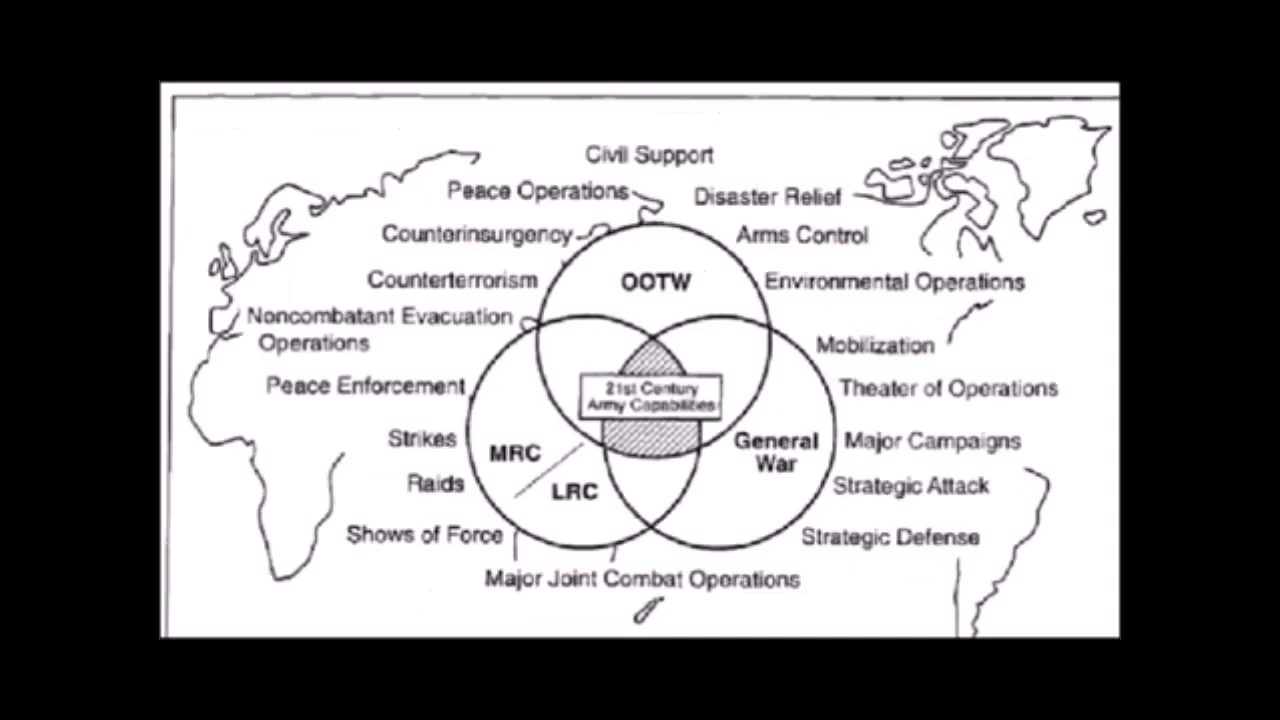 Civil Support
Peace Operations
Disaster Relief
Counterinsurgency
Arms Control
Counterterrorism
OOTW
Environmental Operations
Noncombatant Evacuation
Operations
Mobilization
Peace Enforcement
21st Century
Army Capabilities
Theater of Operations
Strikes
MRC
General
War
Major Campaigns
Raids
LRC
Strategic Attack
Shows of Force
Strategic Defense
Major Joint Combat Operations